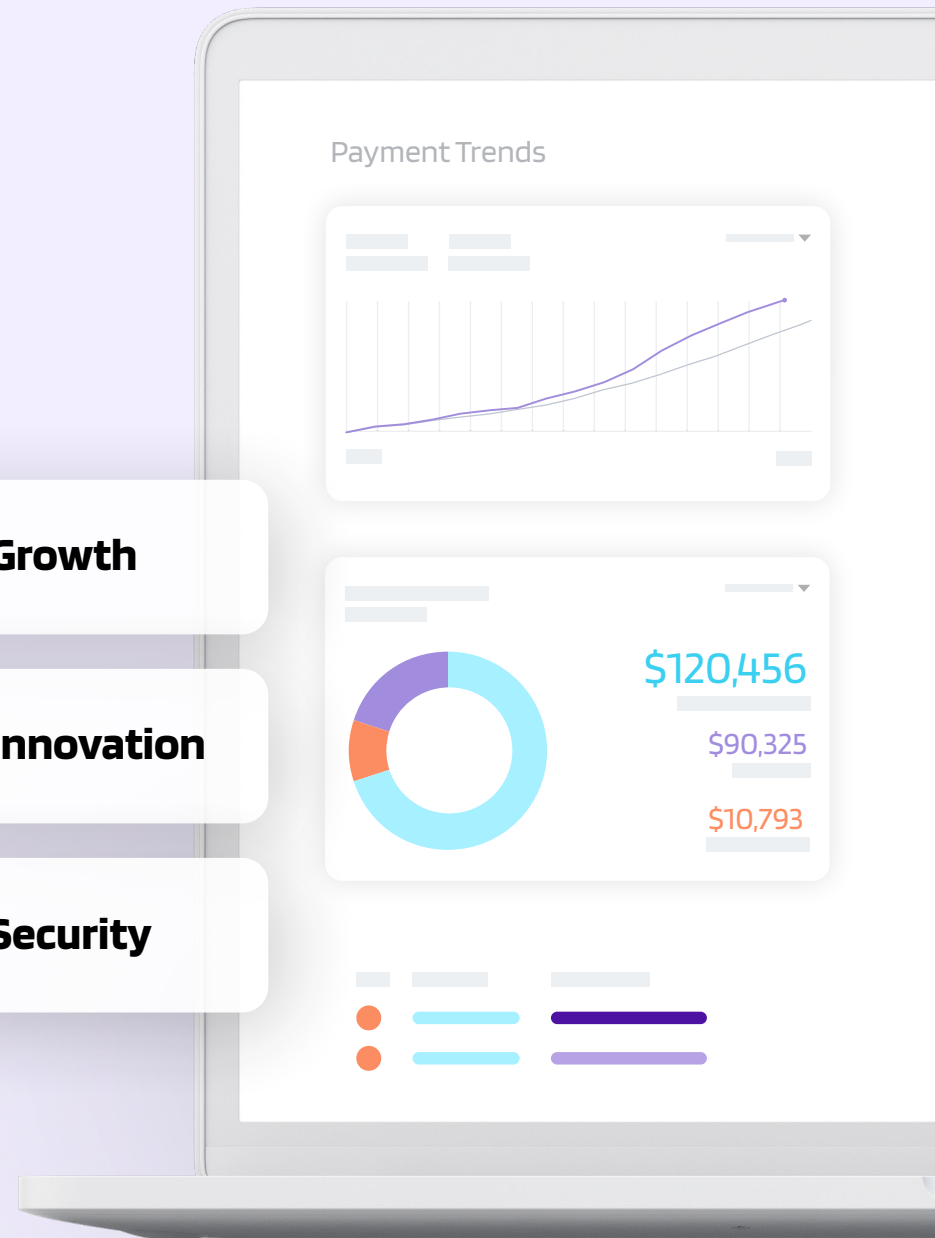 Payment Trends
Growth
$120,456
nnovation
$90,325
$10,793
Security